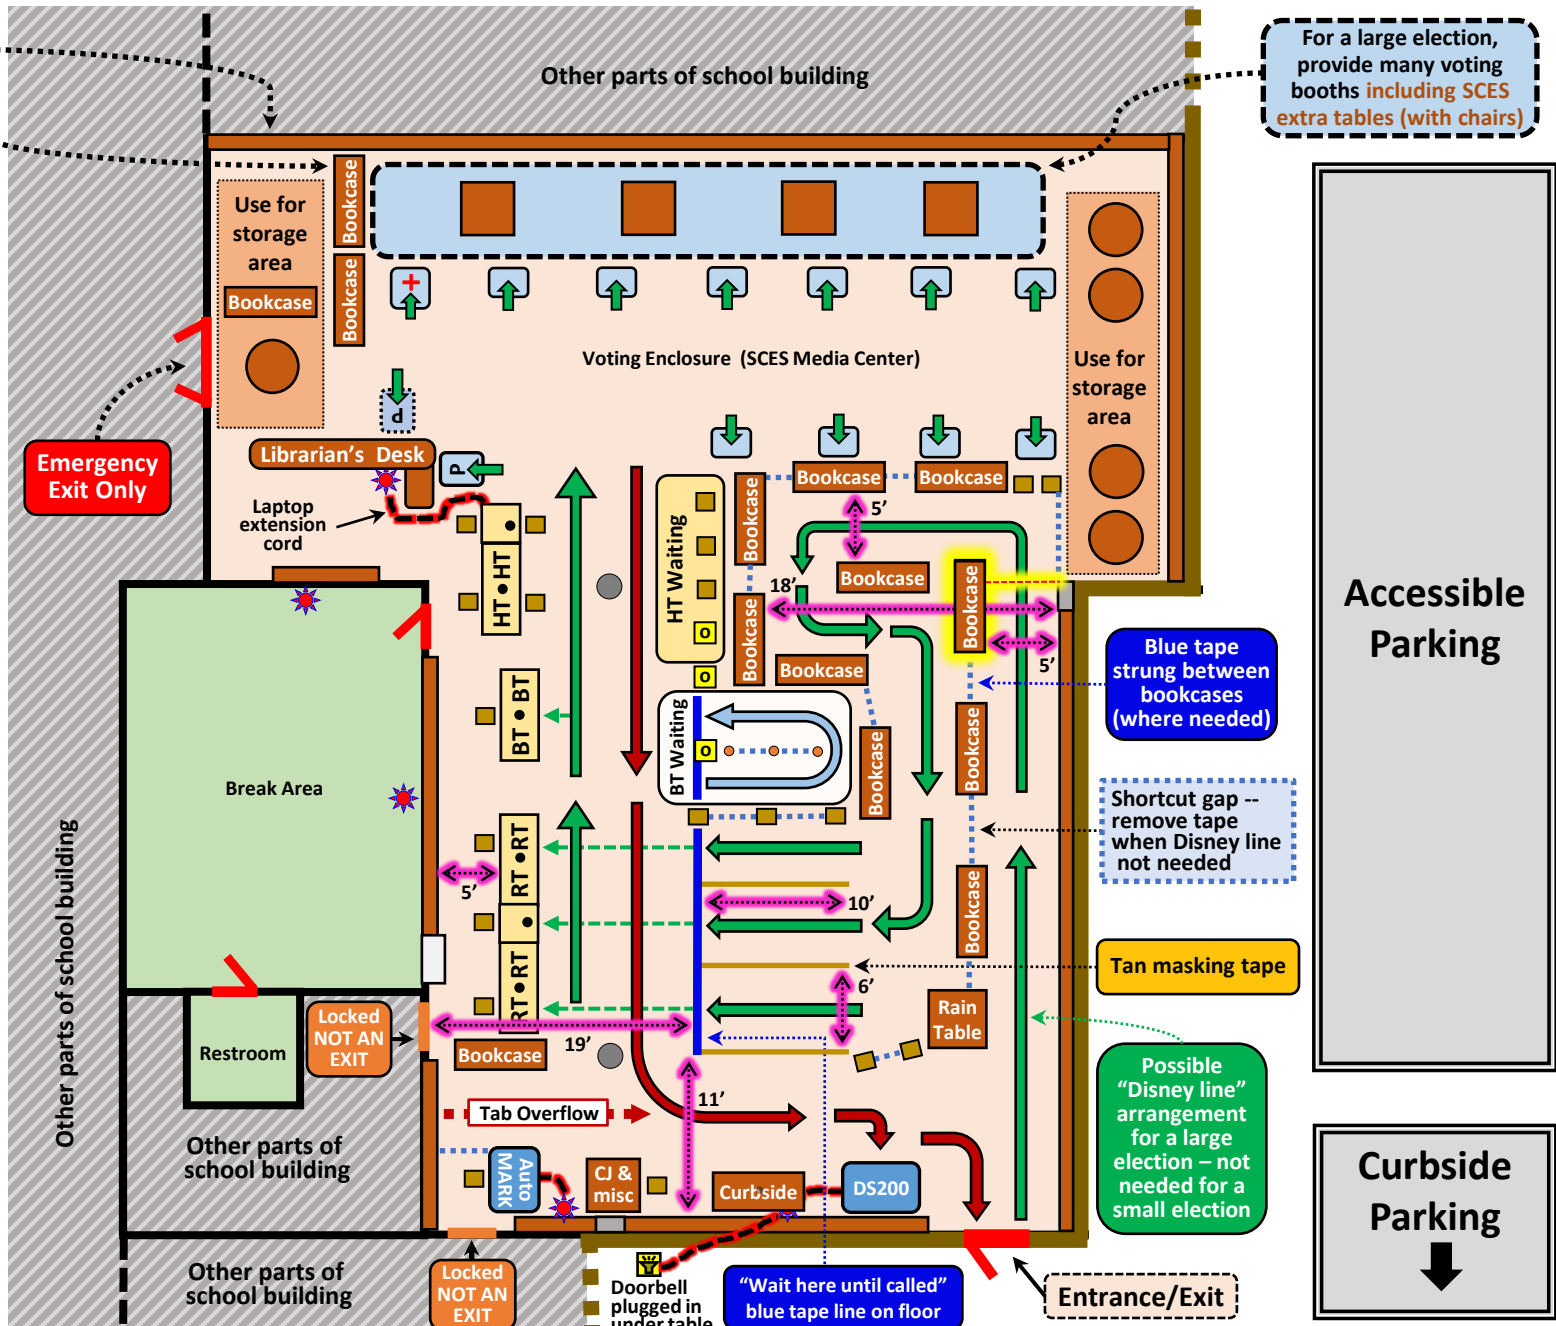 Other parts of school building
For a large election,
provide many voting
booths including SCES
extra tables (with chairs)
Use for
storage
area
Bookcase
Bookcase
Bookcase
+
Voting Enclosure (SCES Media Center)
Use for
storage
area
Accessible
Parking
P
Librarian's Desk
P
Emergency
Exit Only
Laptop
extension
cord
HT • HT
HT Waiting
O
O
Bookcase
Bookcase
Bookcase
Bookcase
5'
Bookcase
18'
Bookcase
5'
Bookcase
Blue tape
strung between
bookcases
(where needed)
BT • BT
BT Waiting
O
Bookcase
Bookcase
Shortcut gap --
remove tape
when Disney line
not needed
Break Area
Other parts of school building
RT • RT
5'
10'
Bookcase
Tan masking tape
RT • RT
6'
Rain
Table
19'
Bookcase
Restroom
Locked
NOT AN
EXIT
Possible
“Disney line”
arrangement
for a large
election – not
needed for a
small election
Tab Overflow
11'
Other parts of
school building
Auto
MARK
CJ &
misc
Curbside
DS200
Curbside
Parking
Other parts of
school building
Locked
NOT AN
EXIT
Doorbell
plugged in
under table
“Wait here until called”
blue tape line on floor
Entrance/Exit